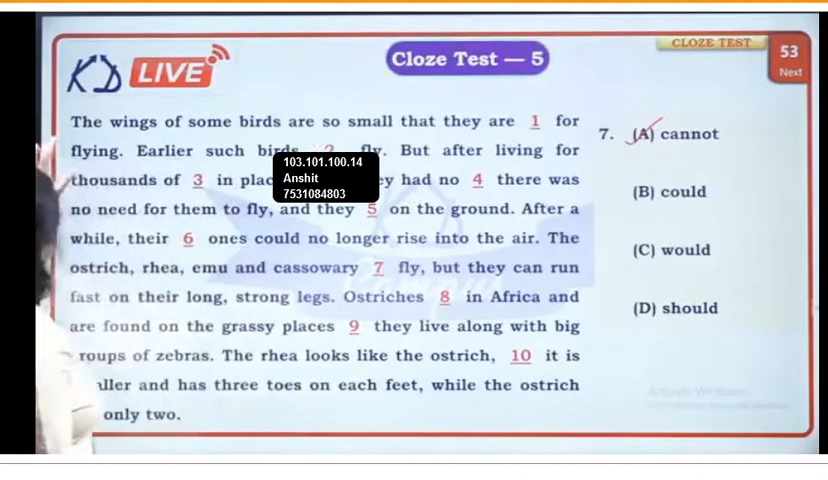 CLOZE TEST
53
Next
KD LIVE
Cloze Test — 5
The wings of some birds are so small that they are 1 for
flying. Earlier such birds 2 fly. But after living for
thousands of 3 in plac ey had no 4 there was
no need for them to fly, and they 5 on the ground. After a
while, their 6 ones could no longer rise into the air. The
ostrich, rhea, emu and cassowary 7 fly, but they can run
fast on their long, strong legs. Ostriches 8 in Africa and
are found on the grassy places 9 they live along with big
roups of zebras. The rhea looks like the ostrich, 10 it is
ller and has three toes on each feet, while the ostrich
only two.
103.101.100.14
Anshit
7531084803
7. (A) cannot
(B) could
(C) would
(D) should
Activate Windows